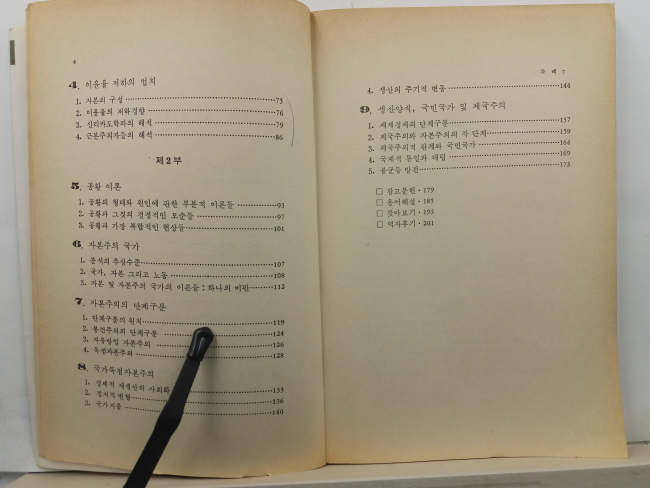 4
4. 이윤율 저하의 법칙
1. 자본의 구성 73
2. 이윤율의 저하경향 76
3. 신리카도학파의 해석 79
4. 근본주의자들의 해석 86
제2부
5. 공황 이론
1. 공황의 형태와 원인에 관한 부분적 이론들 93
2. 공황과 그것의 결정적인 모순들 97
3. 공황과 가장 복합적인 현상들 101
6. 자본주의 국가
1. 분석의 추상수준 107
2. 국가, 자본 그리고 노동 108
3. 자본 및 자본주의 국가의 이론들 : 하나의 비판 112
7. 자본주의의 단계구분
1. 단계구분의 원칙 119
2. 봉건주의의 단계구분 124
3. 자유방임 자본주의 126
4. 독점자본주의 128
8. 국가독점자본주의
1. 경제적 재생산의 사회화 133
2. 정치적 변형 136
3. 국가지출 140
차 례 7
4. 생산의 주기적 변동 144
9. 생산양식, 국민국가 및 제국주의
1. 세계경제와 단계구분 157
2. 제국주의와 자본주의의 각 단계 159
3. 제국주의적 관계와 국민국가 164
4. 국제적 통일과 대립 169
5. 불균등 발전 173
□ 참고문헌 · 179
□ 용어해설 · 185
□ 찾아보기 · 193
□ 역자후기 · 201